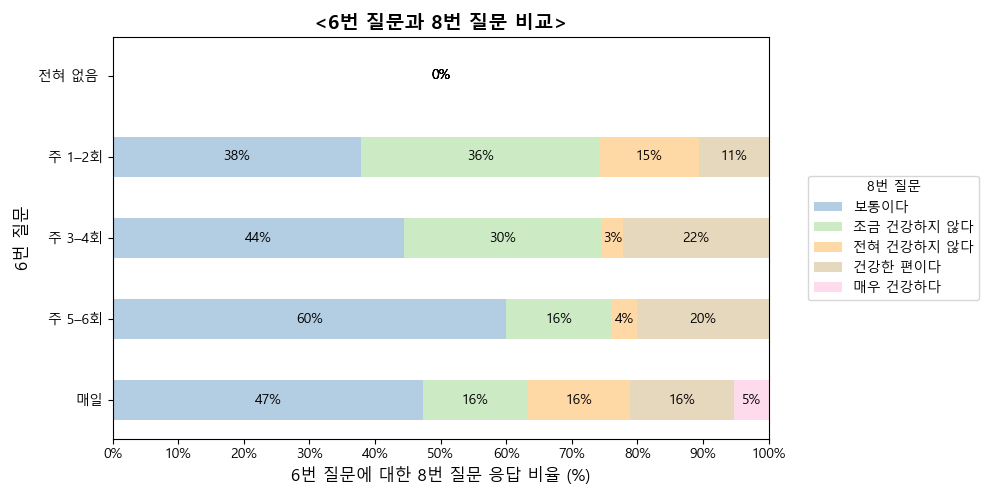 <6번 질문과 8번 질문 비교>
전혀 없음
0%
주 1–2회
38%
36%
15%
11%
주 3–4회
44%
30%
3%
22%
주 5–6회
60%
16%
4%
20%
매일
47%
16%
16%
16%
5%
6번 질문
0%
10%
20%
30%
40%
50%
60%
70%
80%
90%
100%
6번 질문에 대한 8번 질문 응답 비율 (%)
8번 질문
보통이다
조금 건강하지 않다
전혀 건강하지 않다
건강한 편이다
매우 건강하다